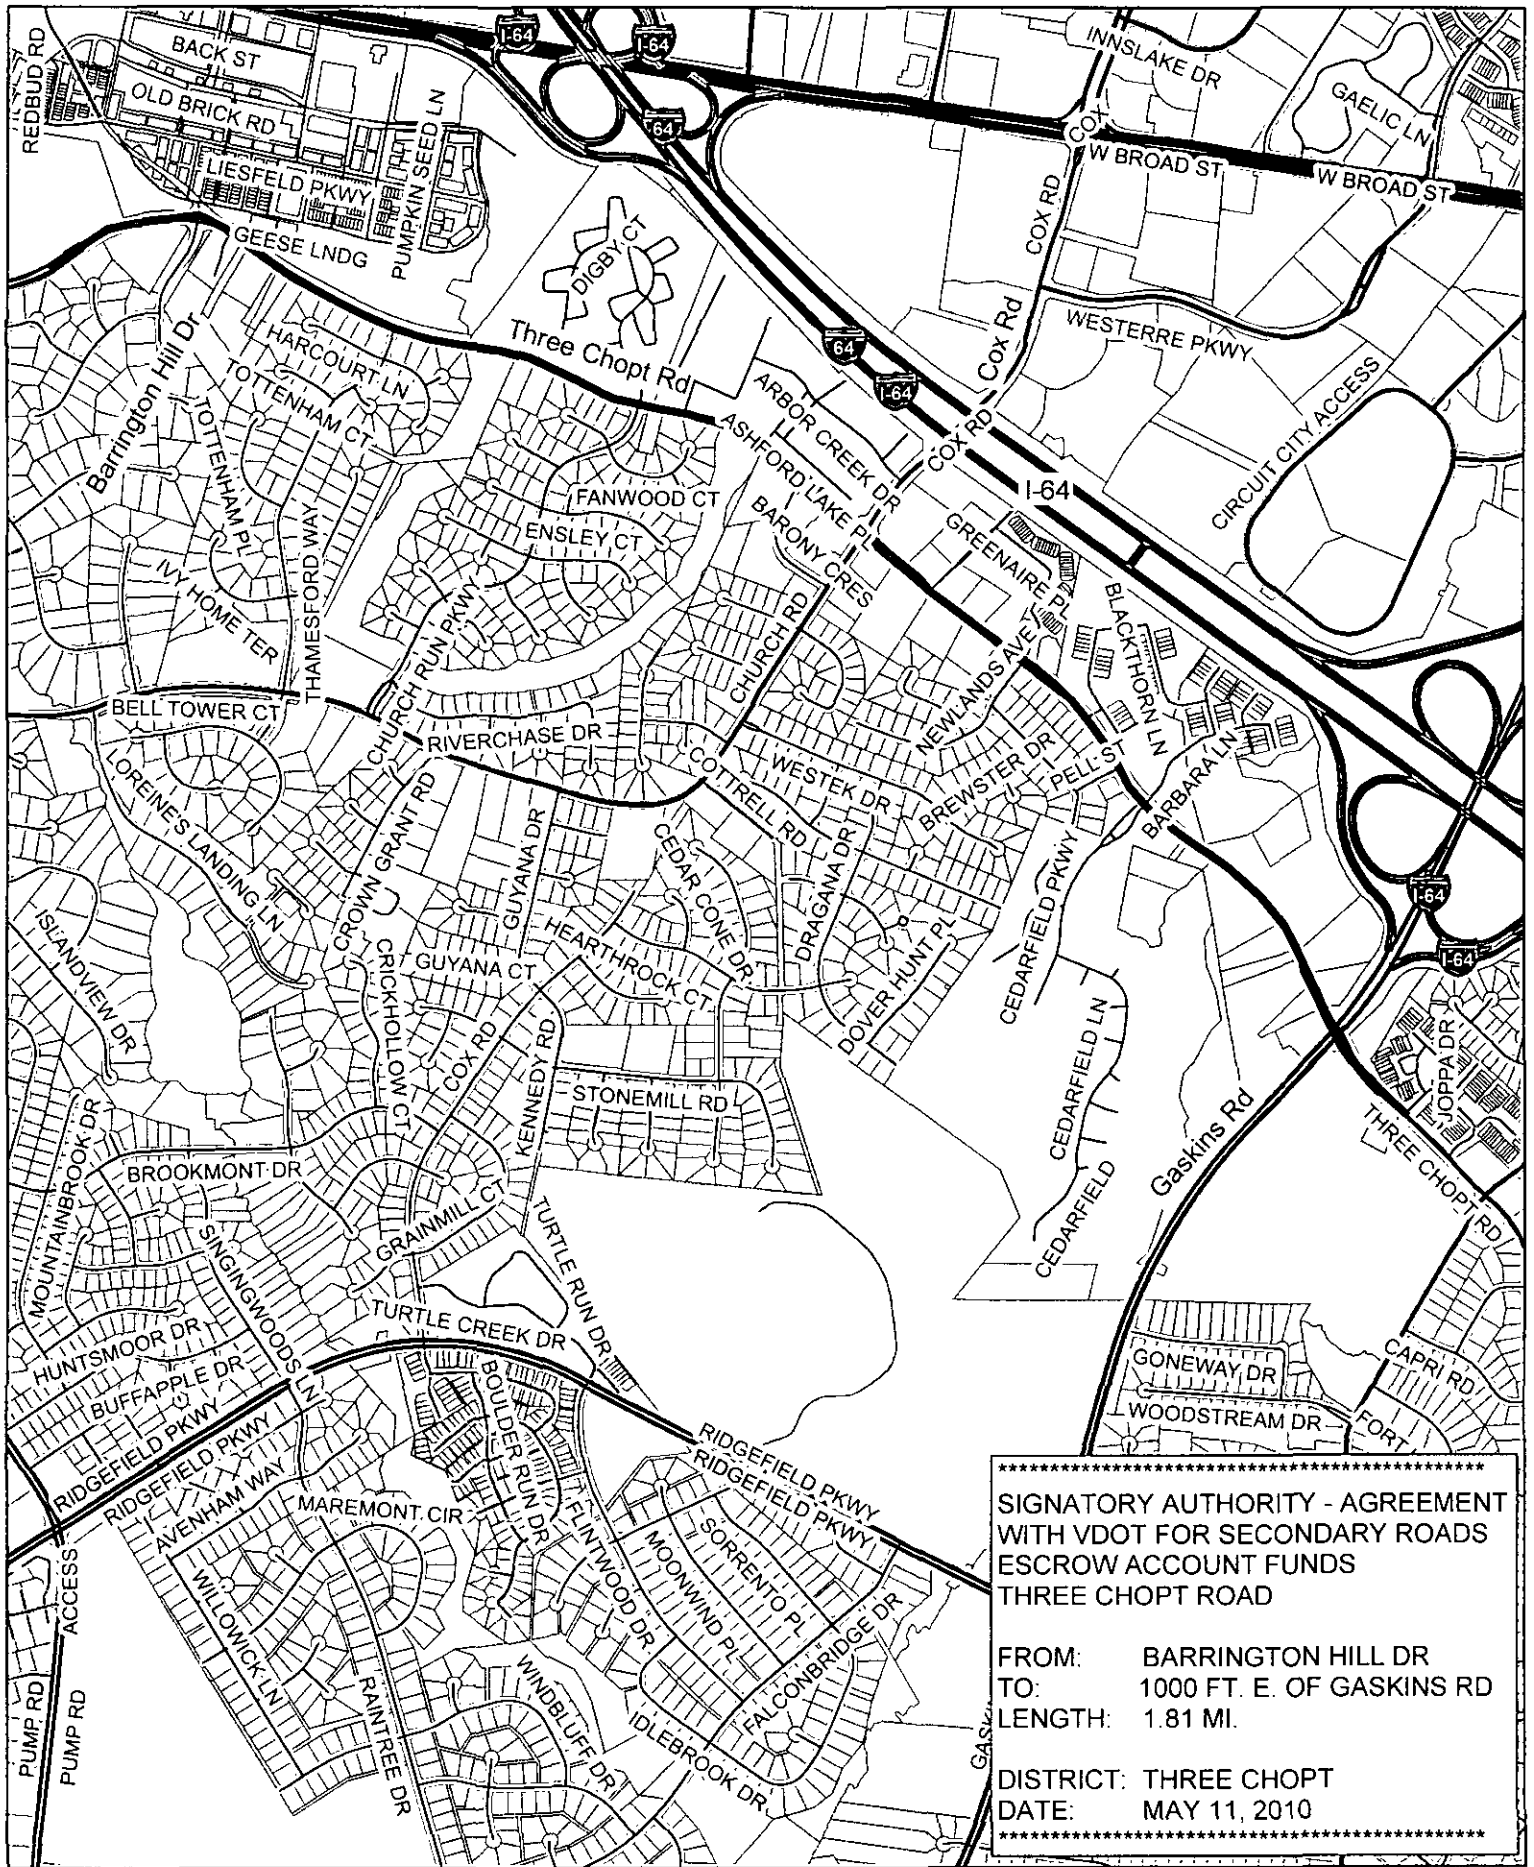 I-64
I-64
64
REDBUD RD
BACK ST
OLD BRICK RD
LIESFELD PKWY
PUMPKIN SEED LN
GEESE LNDG
DIGBY CT
INNSLAKE DR
GAELIC LN
COX
W BROAD ST
W BROAD ST
COX RD
Cox Rd
WESTERRE PKWY
CIRCUIT CITY ACCESS
Three Chopt Rd
64
I-64
COX RD
I-64
Barrington Hill Dr
HARCOURT LN
TOTTENHAM CT
TOTTENHAM PL
IVY HOME TER
THAMESFORD WAY
ARBOR CREEK DR
ASHFORD LAKE PL
BARONY CRES
FANWOOD CT
ENSLEY CT
CHURCH RUN PKWY
CHURCH RD
GREENAIRE PL
NEWLANDS AVE
BLACKTHORN LN
BARBARA LN
PELL ST
BREWSTER DR
BELL TOWER CT
RIVERCHASE DR
COTTRELL RD
WESTEK DR
LOREINES LANDING LN
CROWN GRANT RD
GUYANA DR
CEDAR CONE DR
DRAGANA DR
DOVER HUNT PL
CEDARFIELD PKWY
CEDARFIELD LN
CEDARFIELD
I-64
I-64
ISLANDVIEW DR
CRICKHOLLOW CT
GUYANA CT
HEARTHROCK CT
COX RD
KENNEDY RD
STONEMILL RD
Gaskins Rd
JOPPA DR
THREE CHOPT RD
MOUNTAINBROOK DR
BROOKMONT DR
SINGINGWOODS LN
GRAINMILL CT
TURTLE RUN DR
TURTLE CREEK DR
HUNTSMOOR DR
BUFFAPPLE DR
RIDGEFIELD PKWY
RIDGEFIELD PKWY
AVENHAM WAY
MAREMONT CIR
BOULDER RUN DR
FLINTWOOD DR
RIDGEFIELD PKWY
RIDGEFIELD PKWY
MOONWIND PL
SORRENTO PL
WILLOWICK LN
RAINTREE DR
WINDBLUFF DR
IDLEBROOK DR
FALCONBRIDGE DR
ACCESS
PUMP RD
PUMP RD
GONEWAY DR
WOODSTREAM DR
CAPRI RD
FORT
GASK
SIGNATORY AUTHORITY - AGREEMENT
WITH VDOT FOR SECONDARY ROADS
ESCROW ACCOUNT FUNDS
THREE CHOPT ROAD
FROM: BARRINGTON HILL DR
TO: 1000 FT. E. OF GASKINS RD
LENGTH: 1.81 MI.
DISTRICT: THREE CHOPT
DATE: MAY 11, 2010